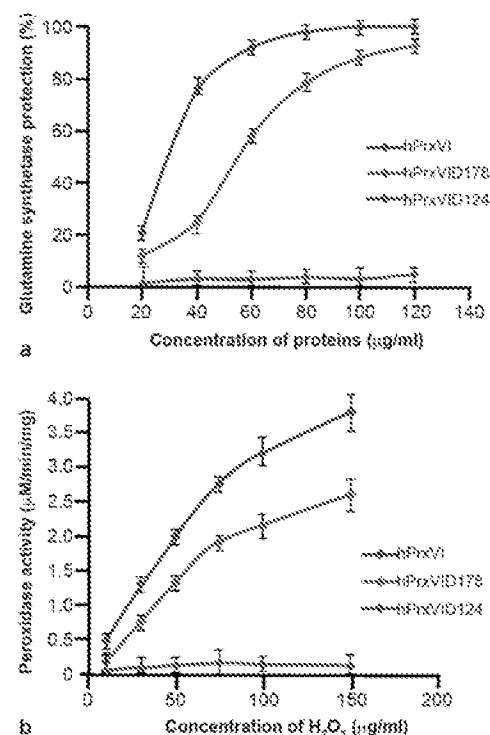 Glutamine synthetase protection (%)
100
80
60
40
20
0
0 20 40 60 80 100 120 140
hPrxVI
hPrxVID178
hPrxVID124
Concentration of proteins (µg/ml)
a
Peroxidase activity (µM/min/mg)
4.0
3.5
3.0
2.5
2.0
1.5
1.0
0.5
0
0 50 100 150 200
hPrxVI
hPrxVID178
hPrxVID124
Concentration of H₂O₂ (µg/ml)
b